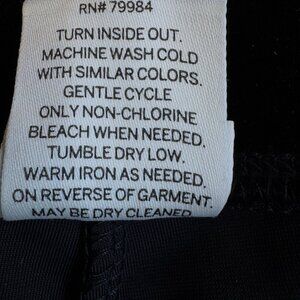 RN# 79984
TURN INSIDE OUT.
MACHINE WASH COLD
WITH SIMILAR COLORS.
GENTLE CYCLE
ONLY NON-CHLORINE
BLEACH WHEN NEEDED.
TUMBLE DRY LOW.
WARM IRON AS NEEDED.
ON REVERSE OF GARMENT.
MAY BE DRY CLEANED